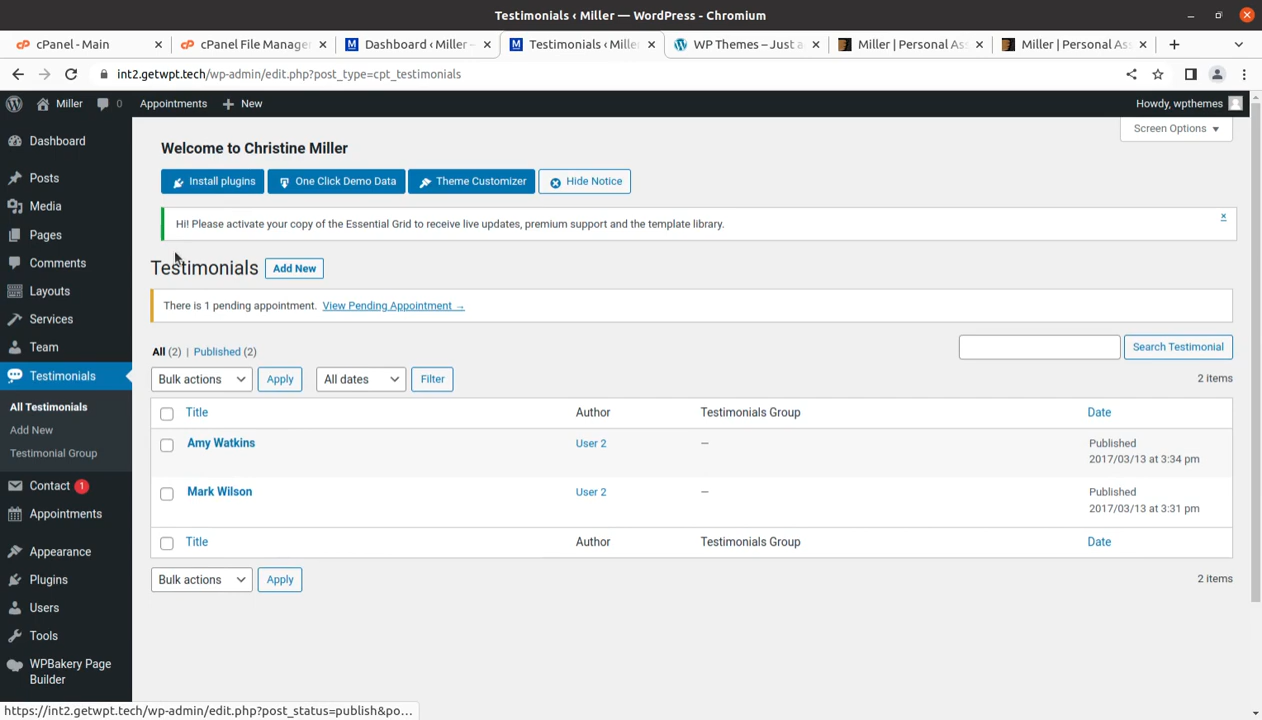 Testimonials ‹ Miller — WordPress - Chromium
cPanel - Main
cPanel File Manage
Dashboard ‹ Miller –
Testimonials ‹ Mille
WP Themes – Just a
Miller | Personal As
Miller | Personal As
int2.getwpt.tech/wp-admin/edit.php?post_type=cpt_testimonials
Miller
0
Appointments
New
Howdy, wpthemes
Dashboard
Posts
Media
Pages
Comments
Layouts
Services
Team
Testimonials
All Testimonials
Add New
Testimonial Group
Contact 1
Appointments
Appearance
Plugins
Users
Tools
WPBakery Page
Builder
Screen Options
Welcome to Christine Miller
Install plugins
One Click Demo Data
Theme Customizer
Hide Notice
Hi! Please activate your copy of the Essential Grid to receive live updates, premium support and the template library.
Testimonials Add New
There is 1 pending appointment. View Pending Appointment →
All (2) | Published (2)
Search Testimonial
Bulk actions Apply All dates Filter
2 items
Title Author Testimonials Group Date
Amy Watkins User 2 — Published
2017/03/13 at 3:34 pm
Mark Wilson User 2 — Published
2017/03/13 at 3:31 pm
Title Author Testimonials Group Date
Bulk actions Apply
2 items
https://int2.getwpt.tech/wp-admin/edit.php?post_status=publish&po...